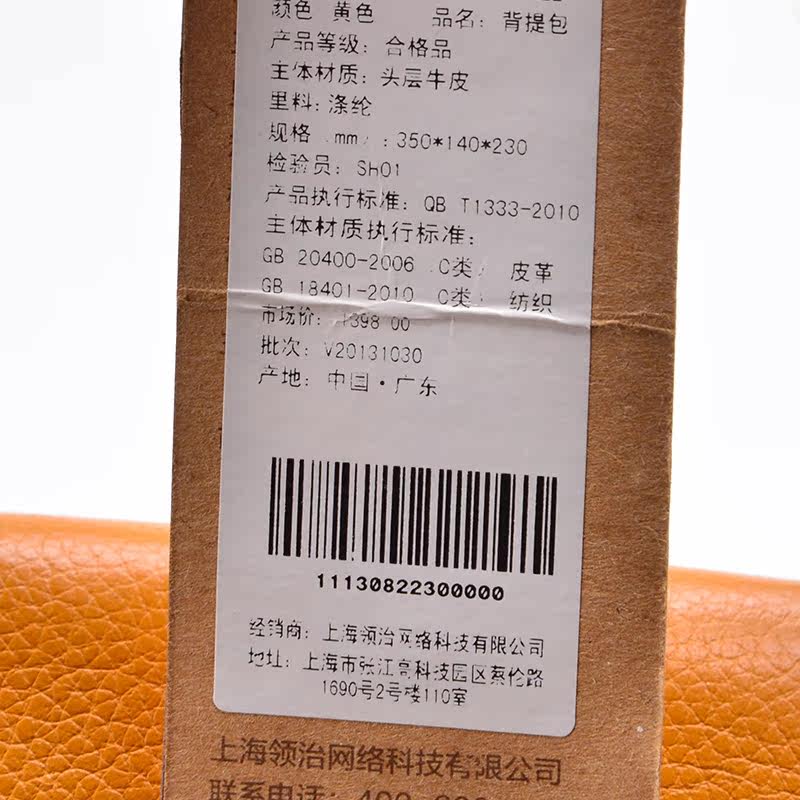 颜色 黄色 品名: 背提包
产品等级: 合格品
主体材质: 头层牛皮
里料: 涤纶
规格 mm : 350*140*230
检验员: SH01
产品执行标准: QB T1333-2010
主体材质执行标准:
GB 20400-2006 C类 皮革
GB 18401-2010 C类 纺织
市场价: 1398 00
批次: V20131030
产地: 中国·广东
11130822300000
经销商: 上海领治网络科技有限公司
地址: 上海市张江高科技园区蔡伦路
1690号2号楼110室
上海领治网络科技有限公司
联系电话: 400